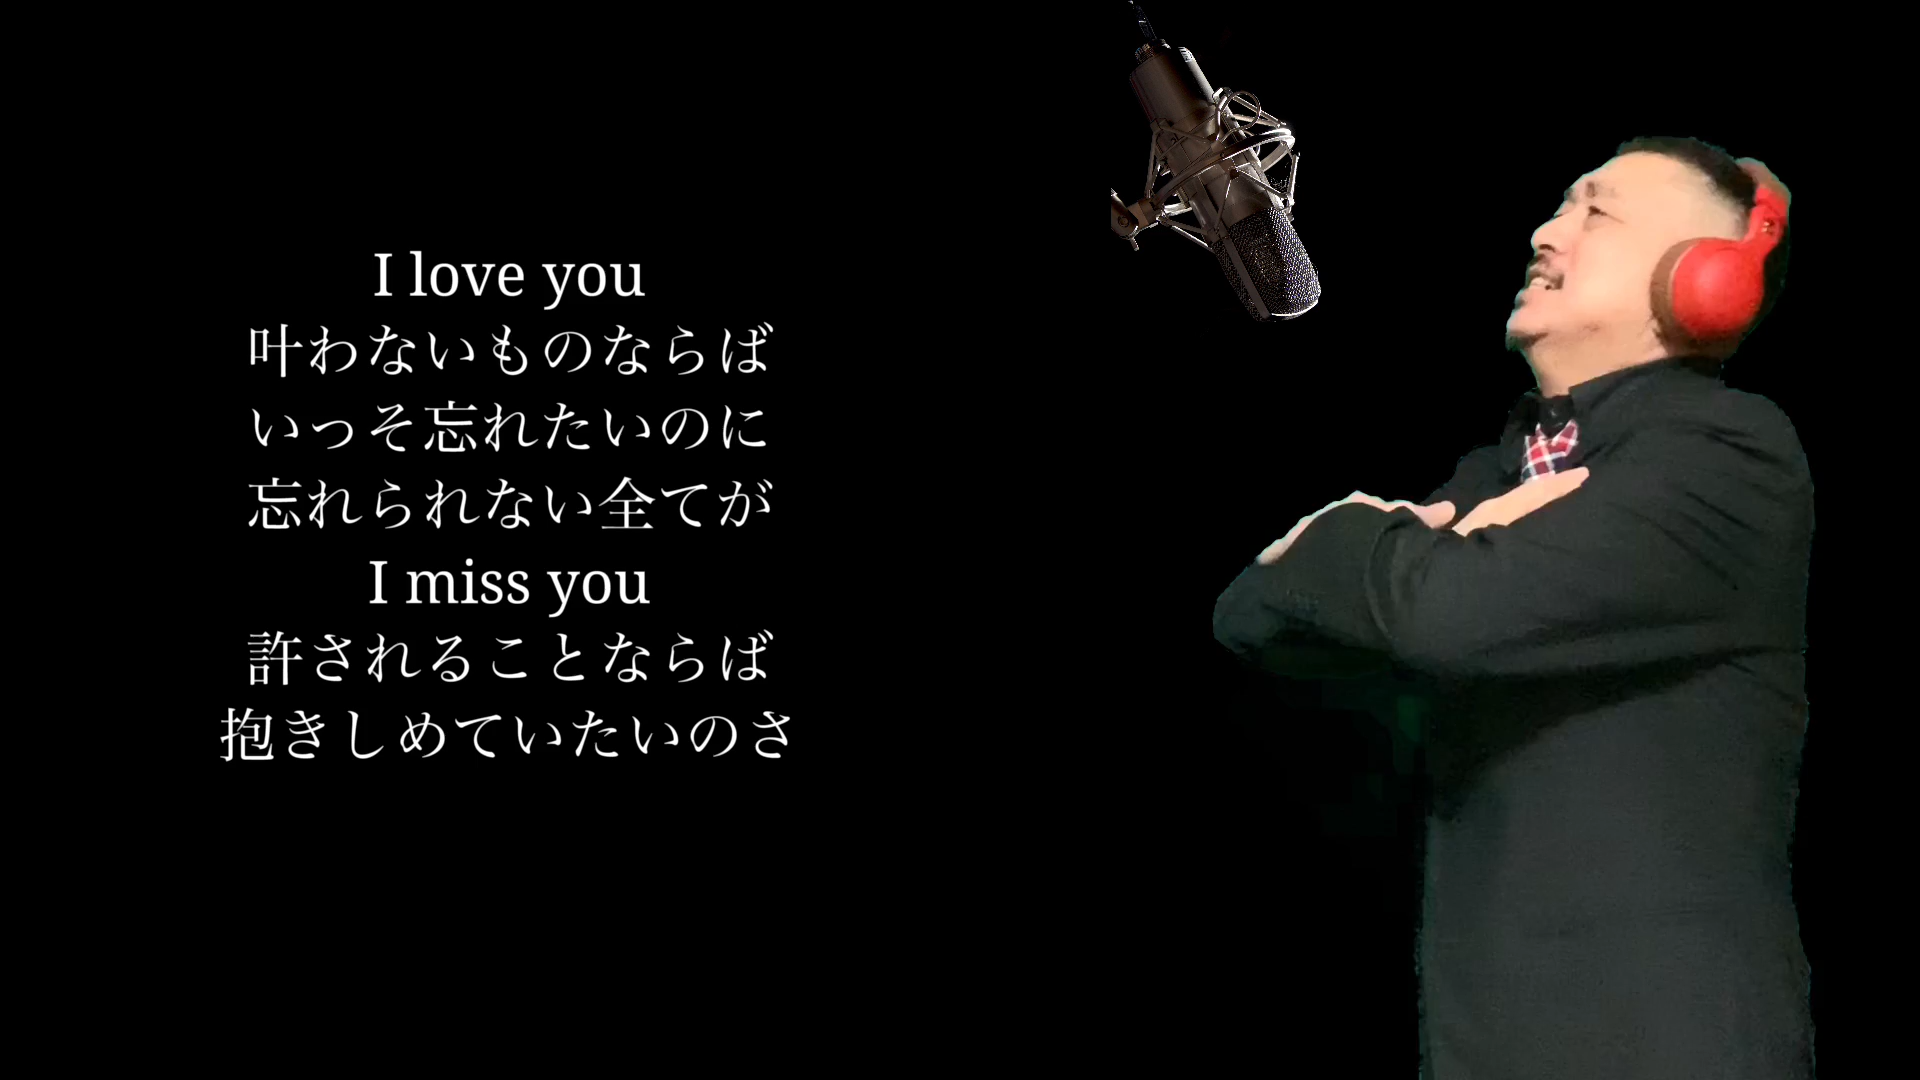 I love you
叶わないものならば
いっそ忘れたいのに
忘れられない全てが
I miss you
許されることならば
抱きしめていたいのさ